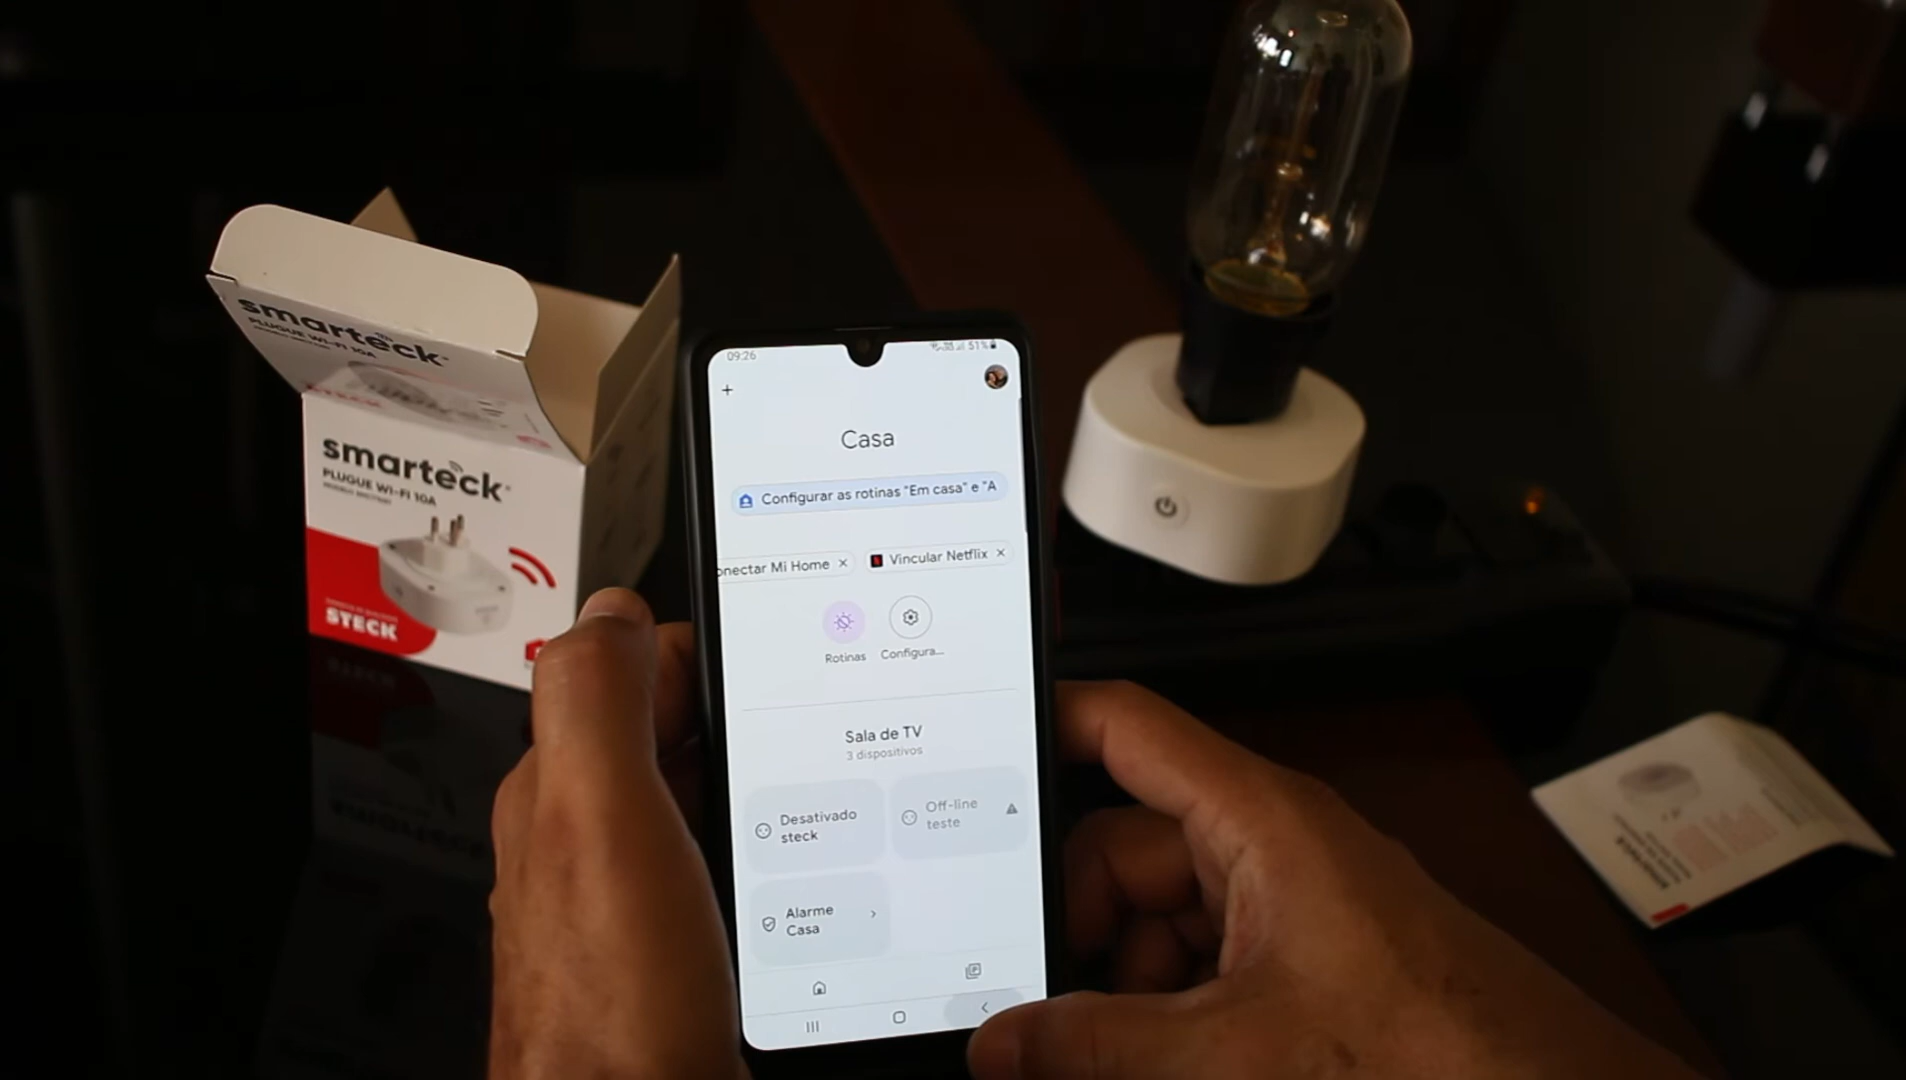 smarteck
PLUGUE WI-FI 10A
smarteck
PLUGUE WI-FI 10A
STECK
09:26
51%
+
Casa
Configurar as rotinas "Em casa" e "A
onectar Mi Home ×
Vincular Netflix ×
Rotinas
Configura...
Sala de TV
3 dispositivos
Desativado
steck
Off-line
teste
Alarme
Casa